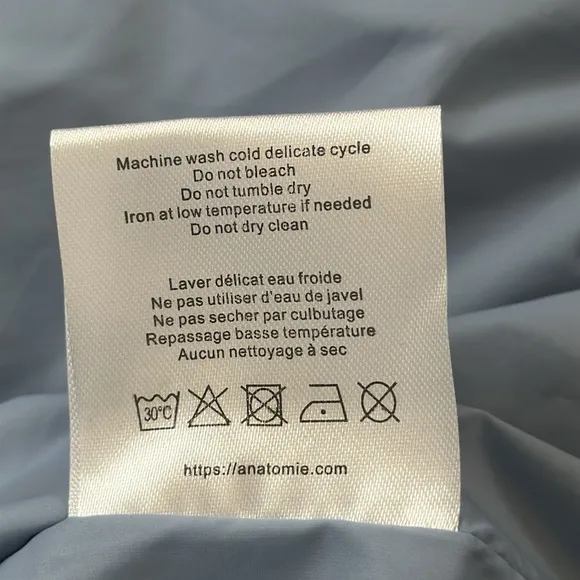 Machine wash cold delicate cycle
Do not bleach
Do not tumble dry
Iron at low temperature if needed
Do not dry clean
Laver délicat eau froide
Ne pas utiliser d'eau de javel
Ne pas secher par culbutage
Repassage basse température
Aucun nettoyage à sec
30°C
https://anatomie.com